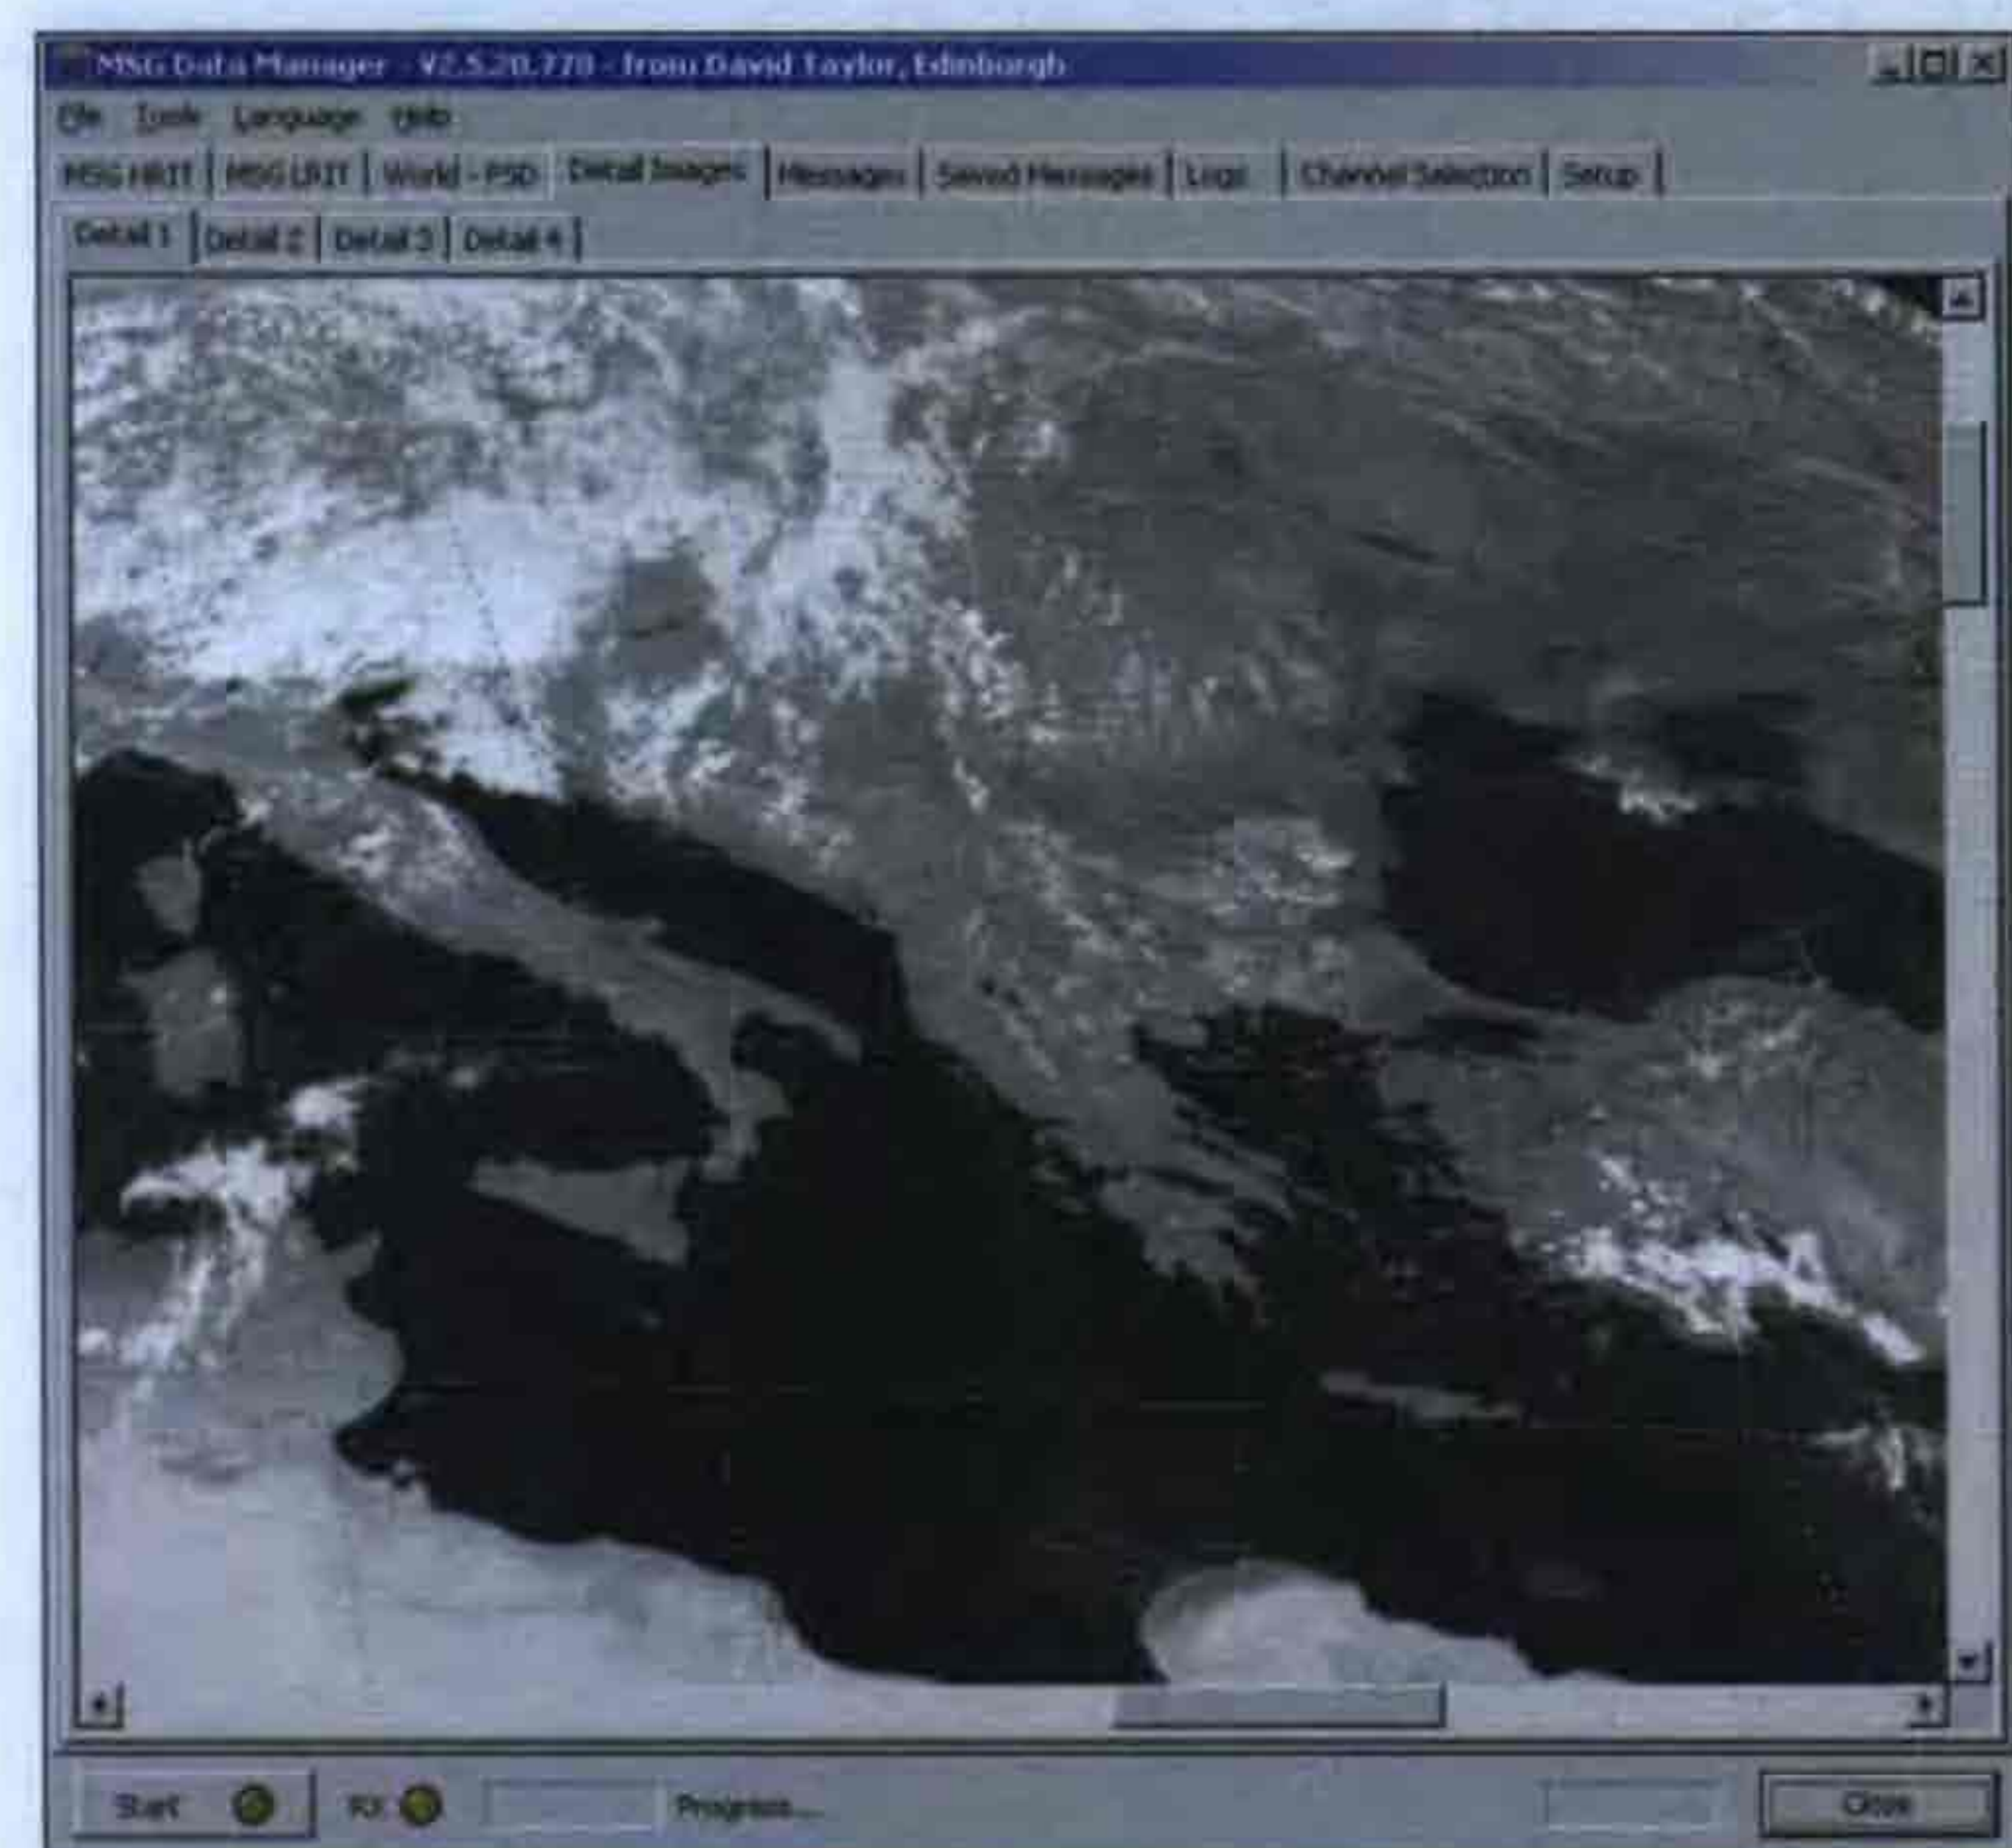 MSG Data Manager - V2.5.20.770 - from David Taylor, Edinburgh
File Tools Language Help
MSG HRIT MSG LRIT World - PSD Detail Images Messages Saved Messages Logs Channel Selection Setup
Detail 1 Detail 2 Detail 3 Detail 4
Start RX Progress... Close